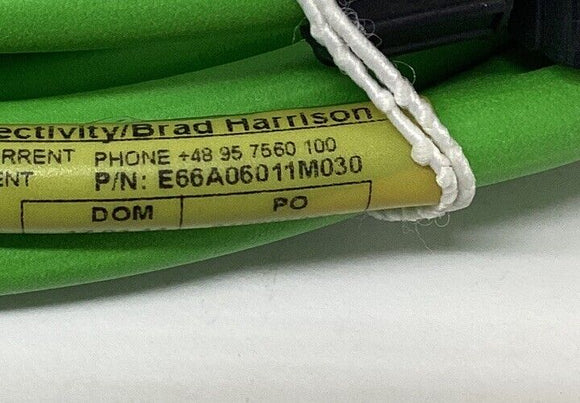 ectivity/Brad Harrison
RRENT PHONE +48 95 7560 100
ENT P/N: E66A06011M030
DOM PO